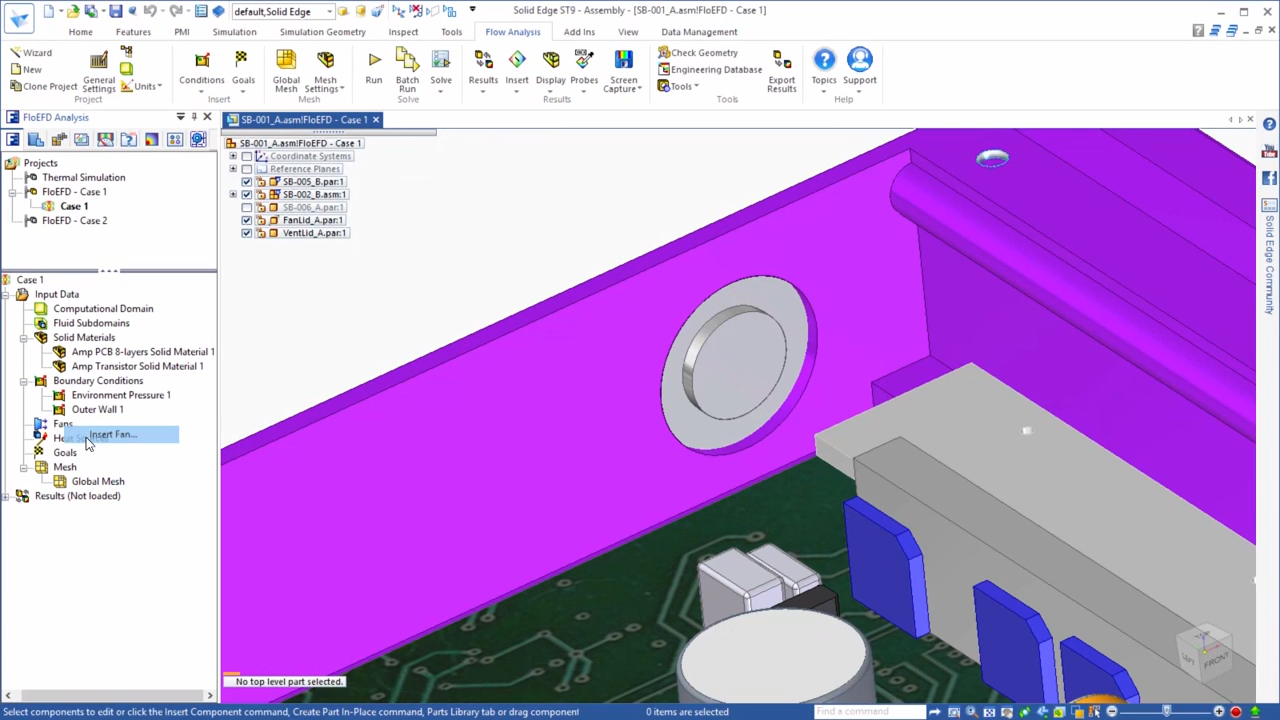 default,Solid Edge
Solid Edge ST9 - Assembly - [SB-001_A.asm!FloEFD - Case 1]
Home
Features
PMI
Simulation
Simulation Geometry
Inspect
Tools
Flow Analysis
Add Ins
View
Data Management
Wizard
New
Clone Project
General Settings
Units
Project
Conditions
Goals
Insert
Global Mesh
Mesh Settings
Mesh
Run
Batch Run
Solve
Solve
Results
Insert
Display
Probes
Screen Capture
Results
Check Geometry
Engineering Database
Tools
Export Results
Tools
Topics
Support
Help
FloEFD Analysis
SB-001_A.asm!FloEFD - Case 1
Projects
Thermal Simulation
FloEFD - Case 1
Case 1
FloEFD - Case 2
SB-001_A.asm!FloEFD - Case 1
Coordinate Systems
Reference Planes
SB-005_B.par:1
SB-002_B.asm:1
SB-006_A.par:1
FanLid_A.par:1
VentLid_A.par:1
Case 1
Input Data
Computational Domain
Fluid Subdomains
Solid Materials
Amp PCB 8-layers Solid Material 1
Amp Transistor Solid Material 1
Boundary Conditions
Environment Pressure 1
Outer Wall 1
Fans
Insert Fan...
Goals
Mesh
Global Mesh
Results (Not loaded)
Solid Edge Community
You Tube
LEFT
FRONT
No top level part selected.
Select components to edit or click the Insert Component command, Create Part In-Place command, Parts Library tab or drag component
0 items are selected
Find a command